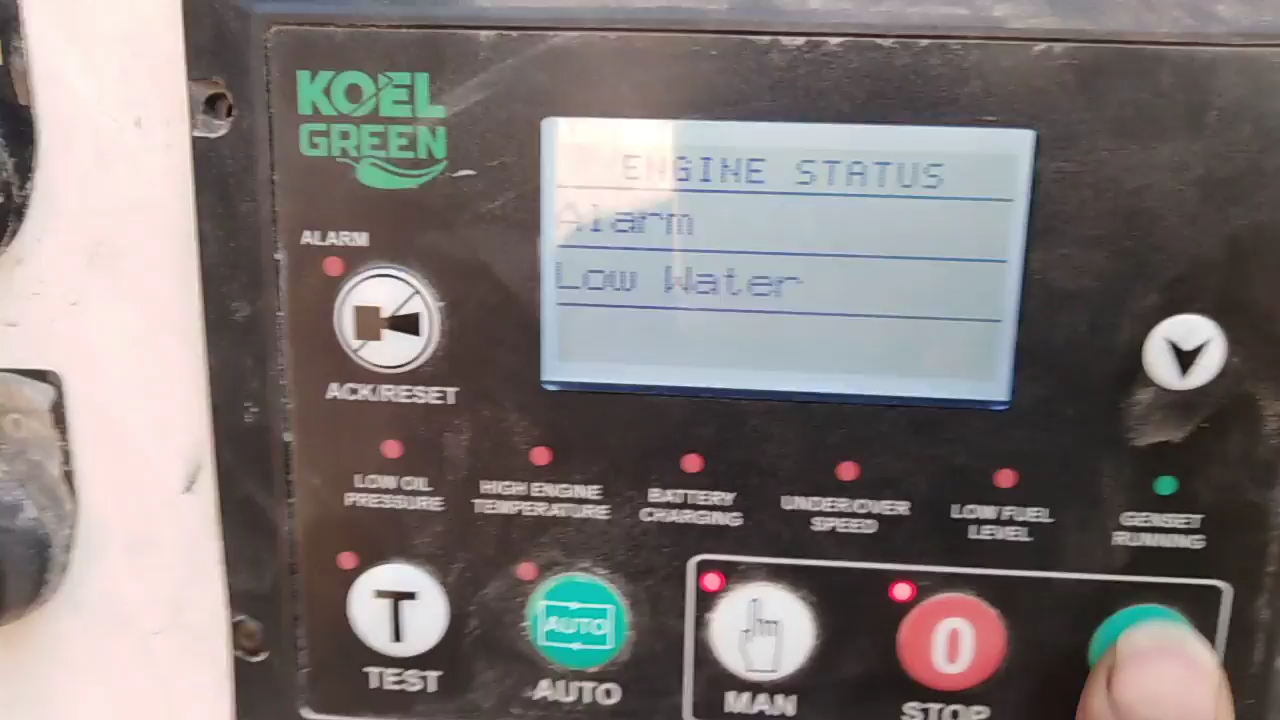 KOEL
GREEN
ENGINE STATUS
Alarm
Low Water
ALARM
ACK/RESET
LOW OIL
PRESSURE
HIGH ENGINE
TEMPERATURE
BATTERY
CHARGING
UNDER/OVER
SPEED
LOW FUEL
LEVEL
GENSET
RUNNING
T
TEST
AUTO
AUTO
MAN
0
STOP